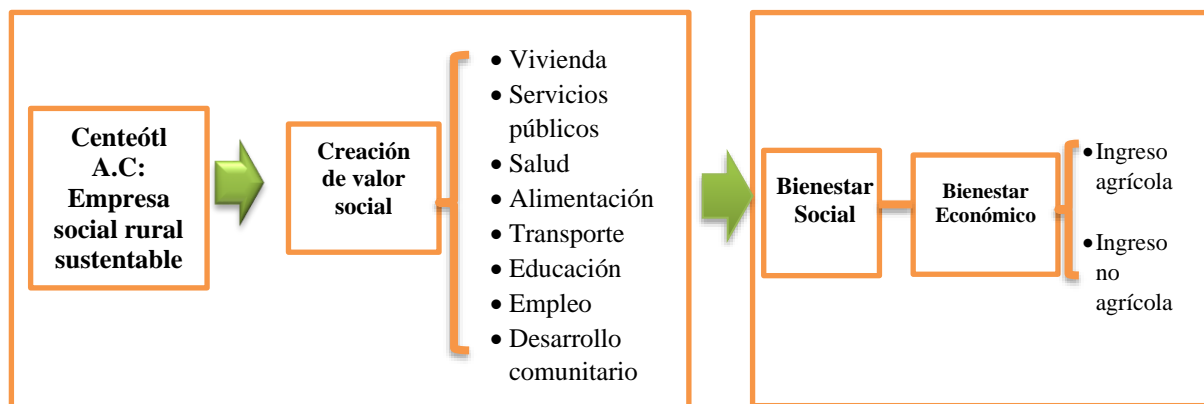 Centeótl
A.C:
Empresa
social rural
sustentable
Creación
de valor
social
• Vivienda
• Servicios
públicos
• Salud
• Alimentación
• Transporte
• Educación
• Empleo
• Desarrollo
comunitario
Bienestar
Social
Bienestar
Económico
• Ingreso
agrícola
• Ingreso
no
agrícola